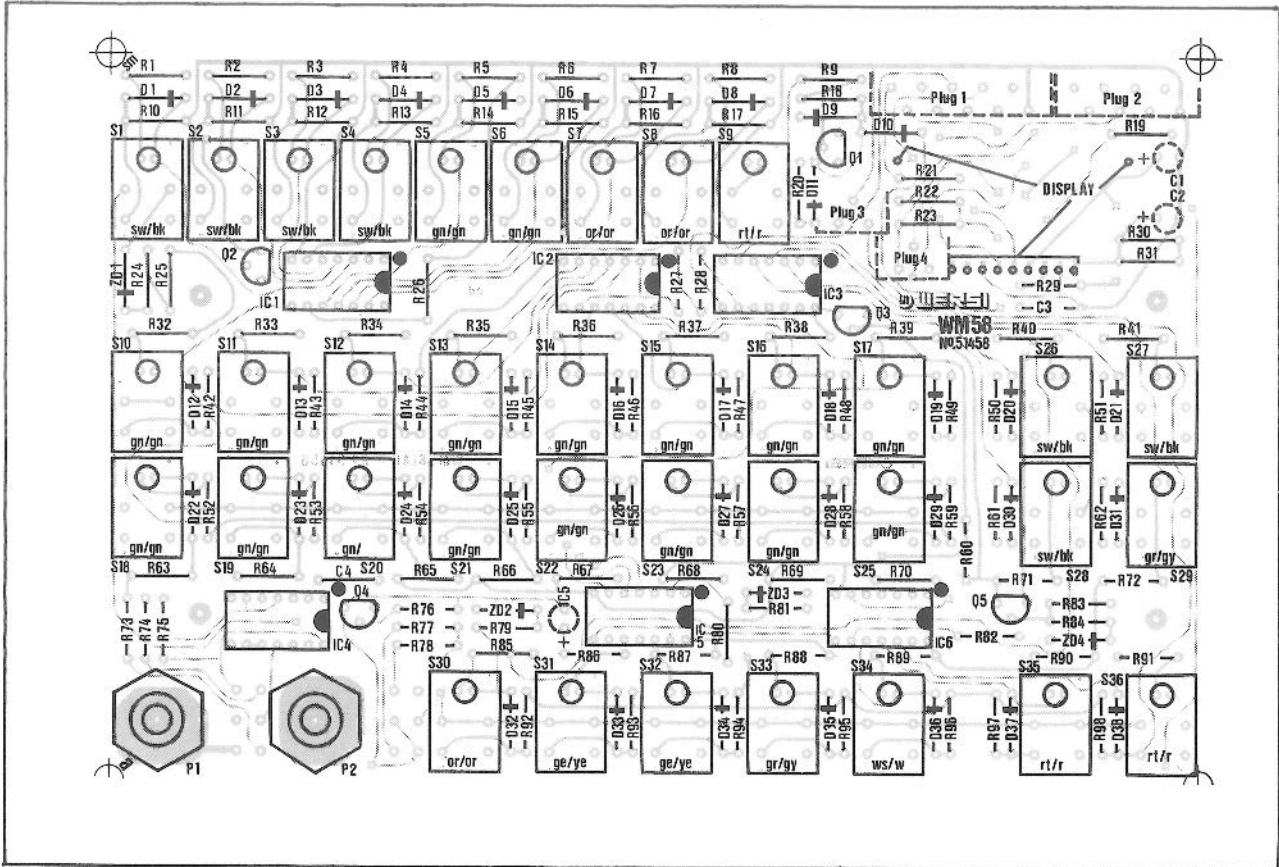 R1 R2 R3 R4 R5 R6 R7 R8 R9
D1 D2 D3 D4 D5 D6 D7 D8 R18
R10 R11 R12 R13 R14 R15 R16 R17 D9
Plug 1 Plug 2
D10 R19
S1 S2 S3 S4 S5 S6 S7 S8 S9
Q1
R20 D11 R21
R22
R23
DISPLAY
C1
C2
+
+
Plug 3
Plug 4
R30
R31
sw/bk sw/bk sw/bk sw/bk gn/gn gn/gn or/or or/or rt/r
ZD1 R24 R25 Q2 IC1 R26 IC2 R27 R28 IC3
R29
C3
WERSI
WM58
No.51458
Q3
R32 R33 R34 R35 R36 R37 R38 R39 R40 R41
S10 S11 S12 S13 S14 S15 S16 S17 S26 S27
D12 R42 D13 R43 D14 R44 D15 R45 D16 R46 D17 R47 D18 R48 D19 R49 R50 D20 R51 D21
gn/gn gn/gn gn/gn gn/gn gn/gn gn/gn gn/gn gn/gn sw/bk sw/bk
D22 R52 D23 R53 D24 R54 D25 R55 D26 R56 D27 R57 D28 R58 D29 R59 R61 D30 R62 D31
gn/gn gn/gn gn/ gn/gn gn/gn gn/gn gn/gn gn/gn sw/bk gr/gy
R60
S18 R63 S19 R64 C4 S20 R65 S21 R66 S22 R67 S23 R68 S24 R69 S25 R70 R71 S28 R72 S29
R73 R74 R75 IC4 Q4
R76 ZD2 IC5 ZD3 Q5 R83
R77 R79 R81 R84
R78 R85 R80 R82 ZD4
+
IC
5
IC6
R86 R87 R88 R89 R90 R91
S30 S31 S32 S33 S34 S35 S36
D32 R92 D33 R93 D34 R94 D35 R95 D36 R96 R97 D37 R98 D38
or/or ge/ye ge/ye gr/gy ws/w rt/r rt/r
P1 P2